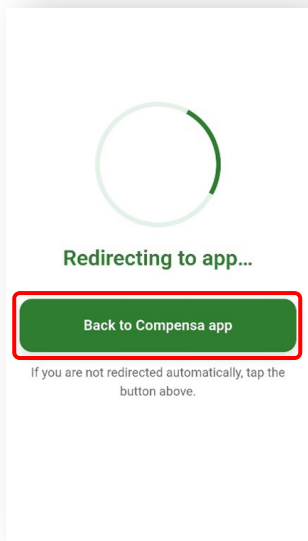 Redirecting to app...
Back to Compensa app
If you are not redirected automatically, tap the
button above.